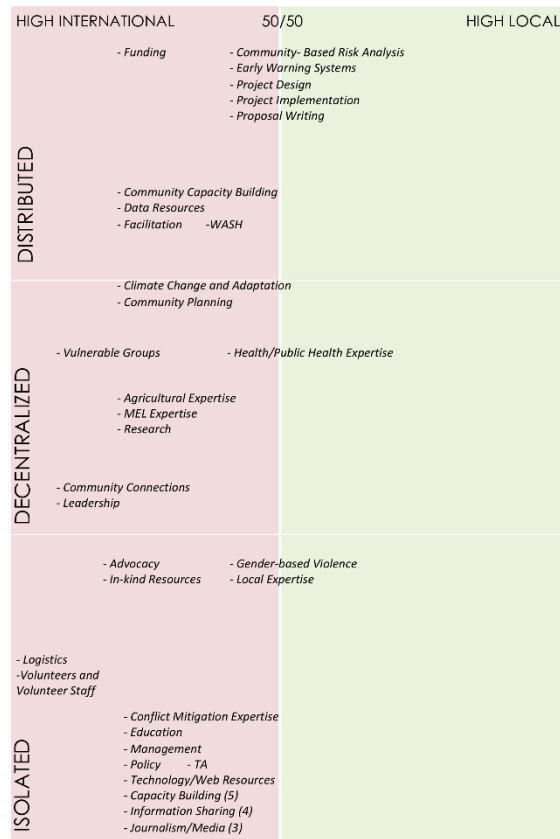 HIGH INTERNATIONAL 50/50 HIGH LOCAL
- Funding
- Community- Based Risk Analysis
- Early Warning Systems
- Project Design
- Project Implementation
- Proposal Writing
DISTRIBUTED
- Community Capacity Building
- Data Resources
- Facilitation -WASH
- Climate Change and Adaptation
- Community Planning
- Vulnerable Groups - Health/Public Health Expertise
DECENTRALIZED
- Agricultural Expertise
- MEL Expertise
- Research
- Community Connections
- Leadership
- Advocacy - Gender-based Violence
- In-kind Resources - Local Expertise
- Logistics
-Volunteers and
Volunteer Staff
ISOLATED
- Conflict Mitigation Expertise
- Education
- Management
- Policy - TA
- Technology/Web Resources
- Capacity Building (5)
- Information Sharing (4)
- Journalism/Media (3)